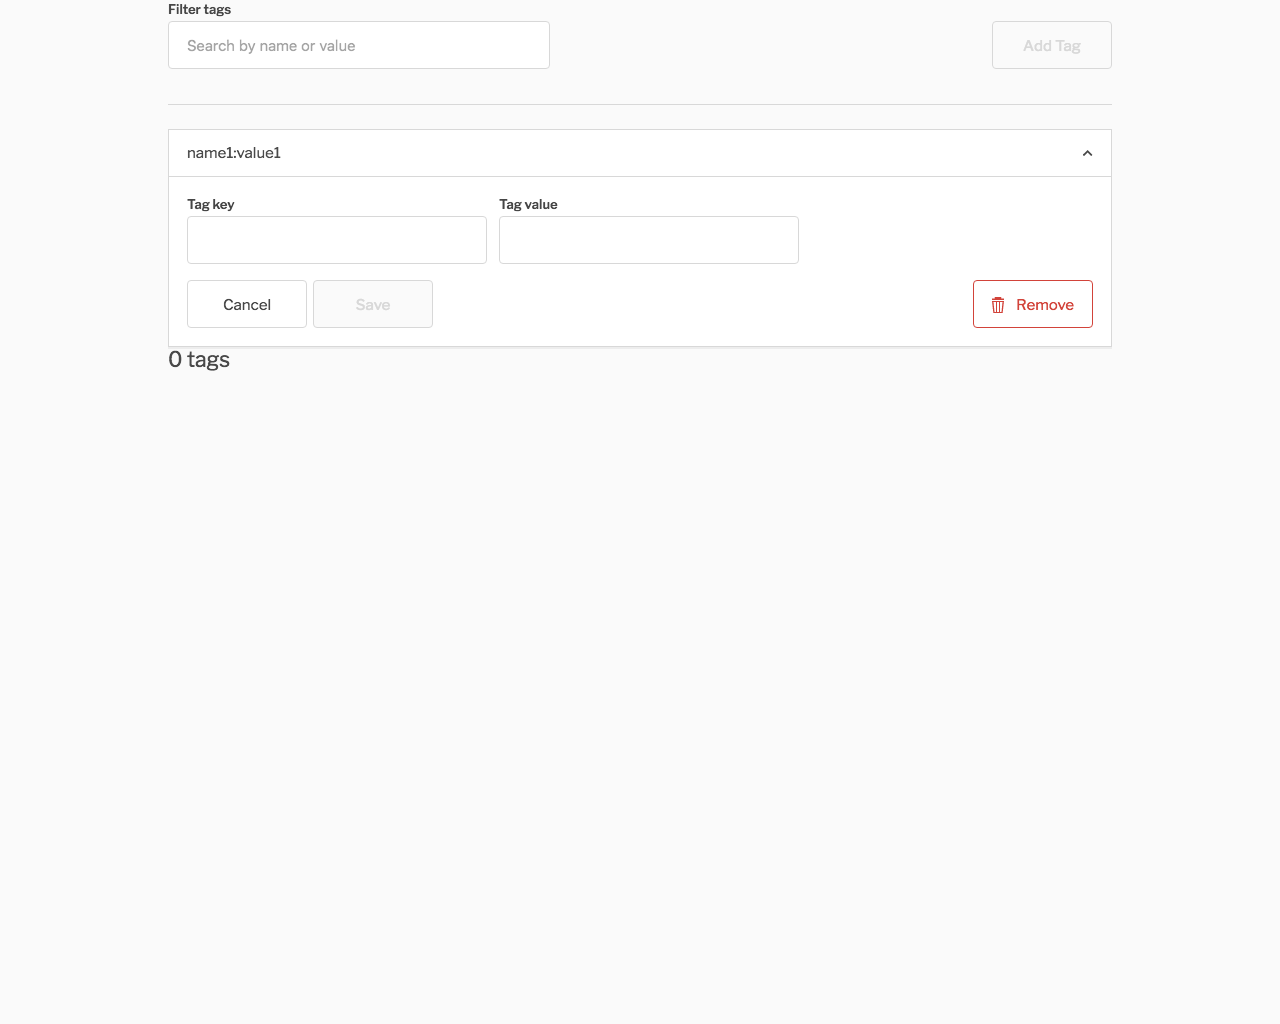 Filter tags
Search by name or value
Add Tag
name1:value1
Tag key
Tag value
Cancel
Save
Remove
0 tags